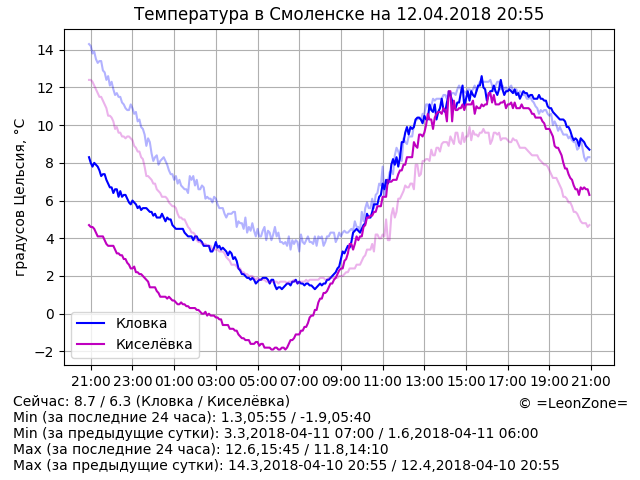 Температура в Смоленске на 12.04.2018 20:55
градусов Цельсия, °C
14
12
10
8
6
4
2
0
−2
Кловка
Киселёвка
21:00 23:00 01:00 03:00 05:00 07:00 09:00 11:00 13:00 15:00 17:00 19:00 21:00
Сейчас: 8.7 / 6.3 (Кловка / Киселёвка)
© =LeonZone=
Min (за последние 24 часа): 1.3,05:55 / -1.9,05:40
Min (за предыдущие сутки): 3.3,2018-04-11 07:00 / 1.6,2018-04-11 06:00
Max (за последние 24 часа): 12.6,15:45 / 11.8,14:10
Max (за предыдущие сутки): 14.3,2018-04-10 20:55 / 12.4,2018-04-10 20:55